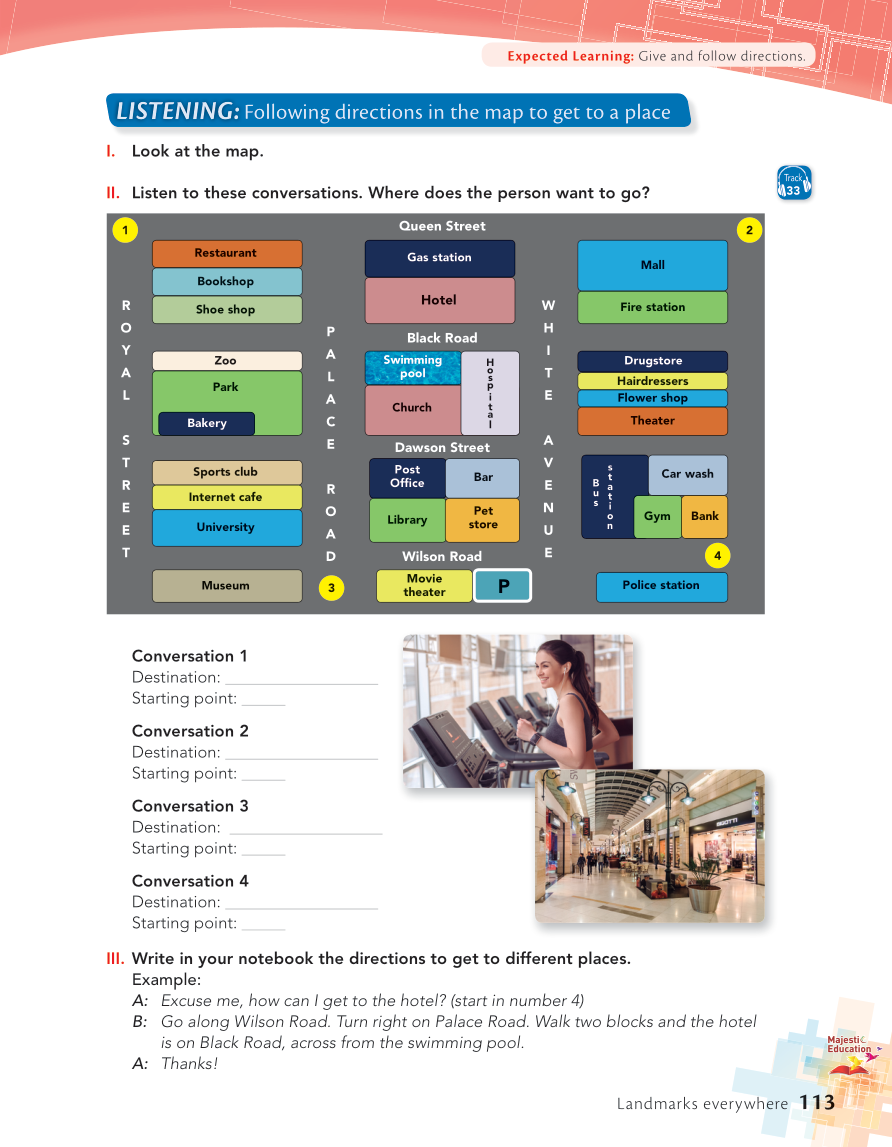 Expected Learning: Give and follow directions.
LISTENING: Following directions in the map to get to a place
I. Look at the map.
II. Listen to these conversations. Where does the person want to go?
Track
33
1
Queen Street
2
Restaurant
Bookshop
Shoe shop
Gas station
Hotel
Mall
Fire station
ROYAL STREET
PALACE ROAD
WHITE AVENUE
Black Road
Zoo
Park
Bakery
Swimming
pool
Church
Hospital
Drugstore
Hairdressers
Flower shop
Theater
Dawson Street
Sports club
Internet cafe
University
Post
Office
Bar
Library
Pet
store
Bus
station
Car wash
Gym
Bank
Wilson Road
4
Museum
3
Movie
theater
P
Police station
Conversation 1
Destination: ___________________
Starting point: _____
Conversation 2
Destination: ___________________
Starting point: _____
Conversation 3
Destination: ___________________
Starting point: _____
Conversation 4
Destination: ___________________
Starting point: _____
III. Write in your notebook the directions to get to different places.
Example:
A: Excuse me, how can I get to the hotel? (start in number 4)
B: Go along Wilson Road. Turn right on Palace Road. Walk two blocks and the hotel
is on Black Road, across from the swimming pool.
A: Thanks!
Majestic
Education
Landmarks everywhere 113